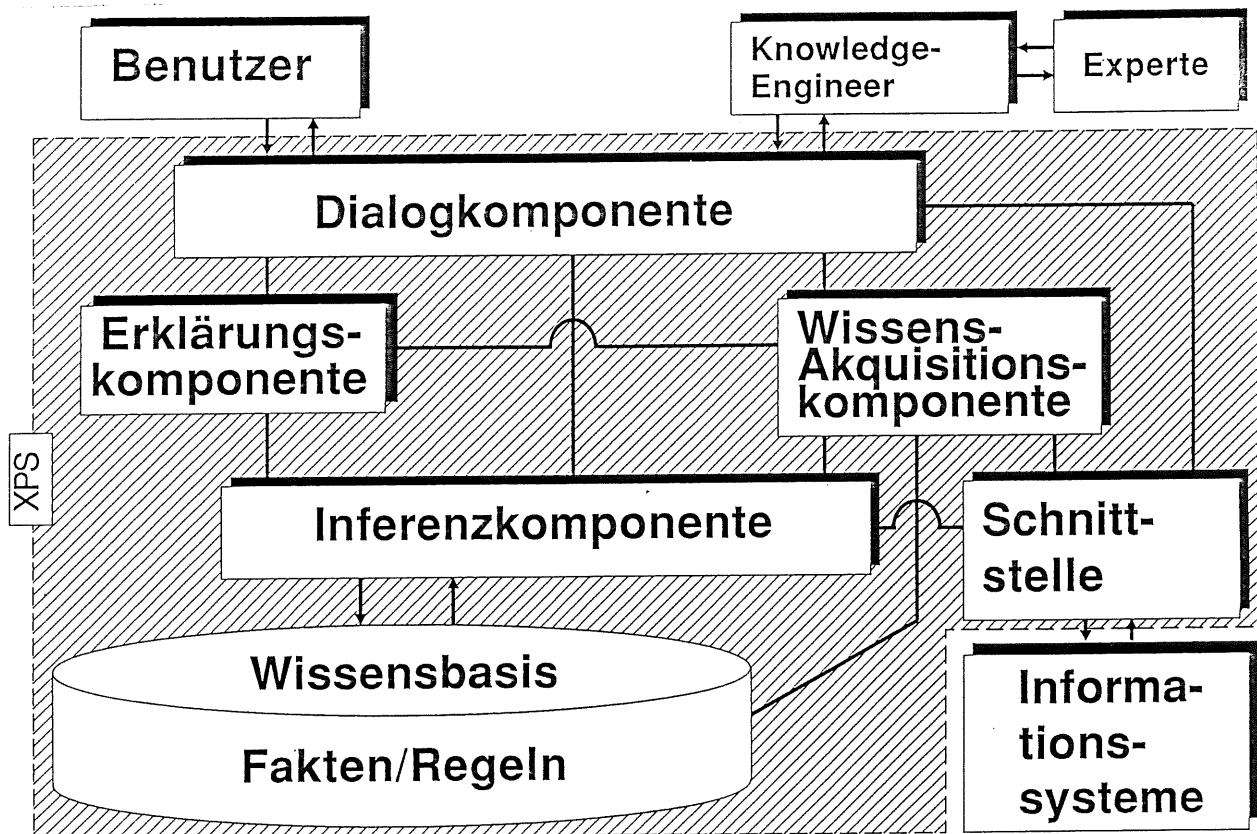 Benutzer
Knowledge-
Engineer
Experte
Dialogkomponente
Erklärungs-
komponente
Wissens-
Akquisitions-
komponente
XPS
Inferenzkomponente
Schnitt-
stelle
Wissensbasis
Fakten/Regeln
Informa-
tions-
systeme